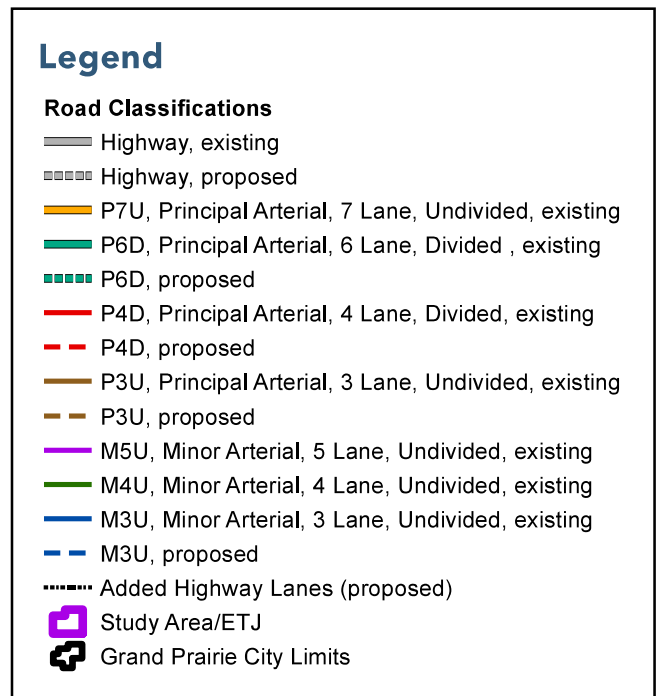 Legend
Road Classifications
Highway, existing
Highway, proposed
P7U, Principal Arterial, 7 Lane, Undivided, existing
P6D, Principal Arterial, 6 Lane, Divided , existing
P6D, proposed
P4D, Principal Arterial, 4 Lane, Divided, existing
P4D, proposed
P3U, Principal Arterial, 3 Lane, Undivided, existing
P3U, proposed
M5U, Minor Arterial, 5 Lane, Undivided, existing
M4U, Minor Arterial, 4 Lane, Undivided, existing
M3U, Minor Arterial, 3 Lane, Undivided, existing
M3U, proposed
Added Highway Lanes (proposed)
Study Area/ETJ
Grand Prairie City Limits